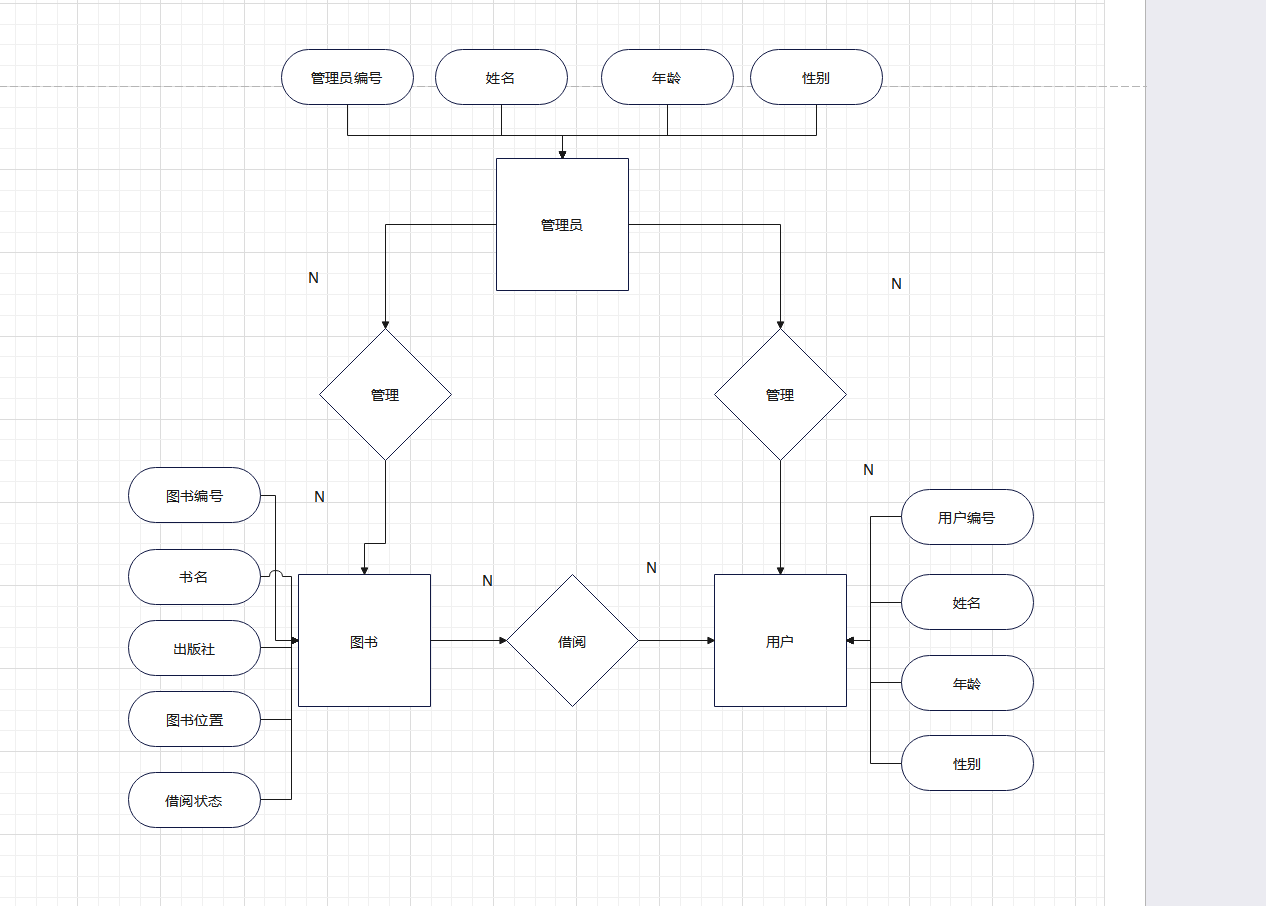 管理员编号
姓名
年龄
性别
管理员
N
N
管理
管理
N
N
图书编号
用户编号
书名
N
N
姓名
图书
借阅
用户
出版社
年龄
图书位置
性别
借阅状态